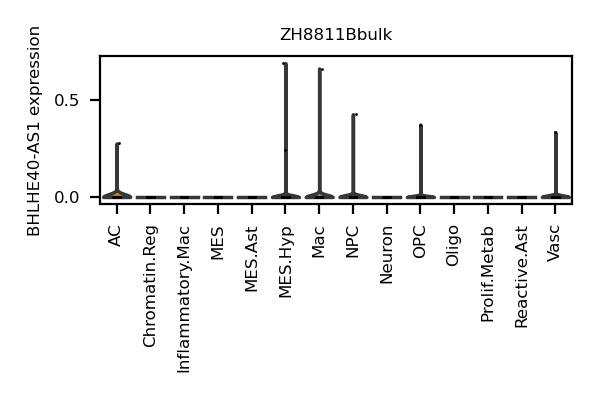 ZH8811Bbulk
BHLHE40-AS1 expression
0.5
0.0
AC
Chromatin.Reg
Inflammatory.Mac
MES
MES.Ast
MES.Hyp
Mac
NPC
Neuron
OPC
Oligo
Prolif.Metab
Reactive.Ast
Vasc